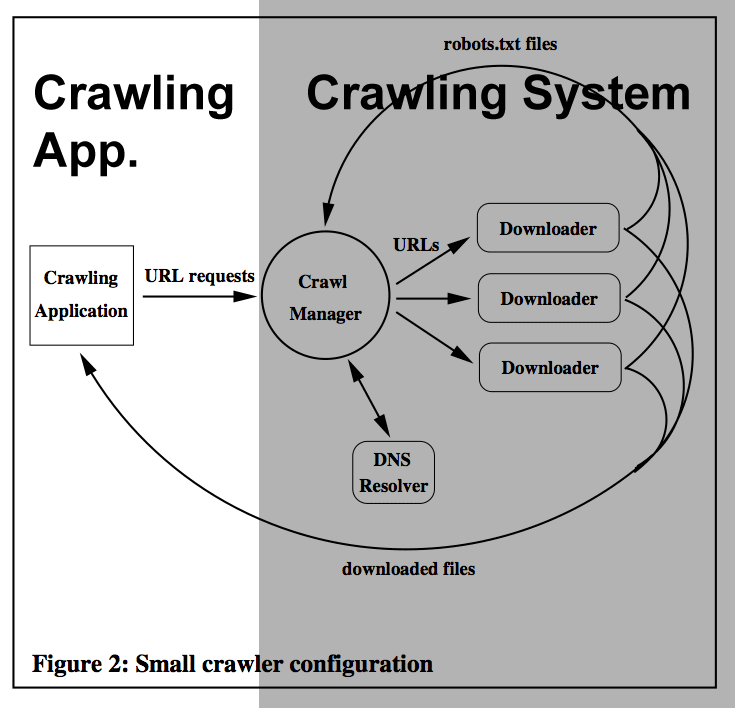 robots.txt files
Crawling
App.
Crawling System
URLs
Downloader
Crawling
Application
URL requests
Crawl
Manager
Downloader
Downloader
DNS
Resolver
downloaded files
Figure 2: Small crawler configuration